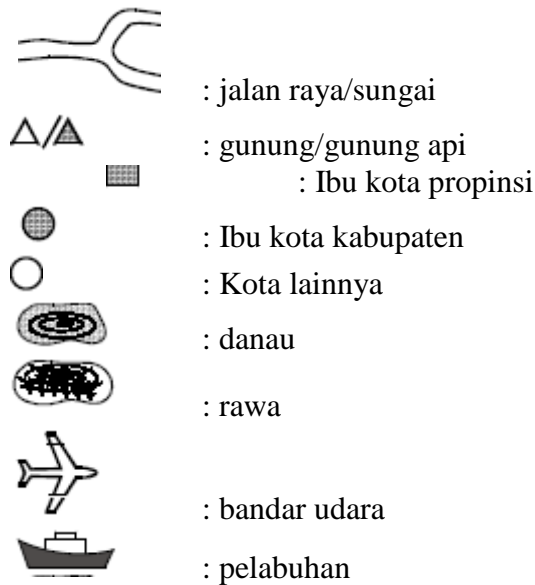 : jalan raya/sungai
: gunung/gunung api
: Ibu kota propinsi
: Ibu kota kabupaten
: Kota lainnya
: danau
: rawa
: bandar udara
: pelabuhan